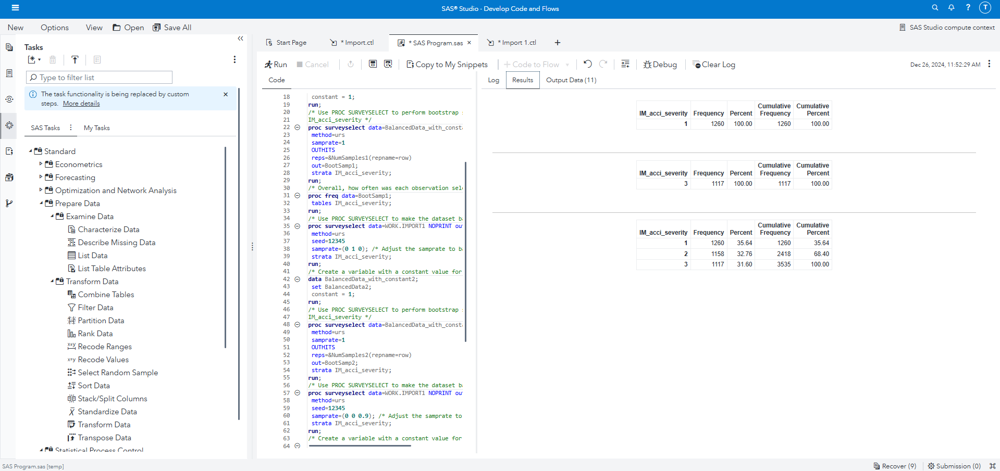 SAS® Studio - Develop Code and Flows
T
New Options View Open Save All
SAS Studio compute context
Tasks
Type to filter list
The task functionality is being replaced by custom
steps. More details
SAS Tasks My Tasks
Standard
Econometrics
Forecasting
Optimization and Network Analysis
Prepare Data
Examine Data
Characterize Data
Describe Missing Data
List Data
List Table Attributes
Transform Data
Combine Tables
Filter Data
Partition Data
Rank Data
Recode Ranges
Recode Values
Select Random Sample
Sort Data
Stack/Split Columns
Standardize Data
Transform Data
Transpose Data
Statistical Process Control
Start Page * Import.ctl * SAS Program.sas * Import 1.ctl
Run Cancel Copy to My Snippets Code to Flow Debug Clear Log
Dec 26, 2024, 11:52:29 AM
Code
18 constant = 1;
19 run;
20 /* Use PROC SURVEYSELECT to perform bootstrap
21 IM_acci_severity */
22 proc surveyselect data=BalancedData_with_const
23 method=urs
24 samprate=1
25 OUTHITS
26 reps=&NumSamples1(repname=row)
27 out=BootSamp1;
28 strata IM_acci_severity;
29 run;
30 /* Overall, how often was each observation sel
31 proc freq data=BootSamp1;
32 tables IM_acci_severity;
33 run;
34 /* Use PROC SURVEYSELECT to make the dataset b
35 proc surveyselect data=WORK.IMPORT1 NOPRINT ou
36 method=urs
37 seed=12345
38 samprate=(0 1 0); /* Adjust the samprate to b
39 strata IM_acci_severity;
40 run;
41 /* Create a variable with a constant value for
42 data BalancedData_with_constant2;
43 set BalancedData2;
44 constant = 1;
45 run;
46 /* Use PROC SURVEYSELECT to perform bootstrap
47 IM_acci_severity */
48 proc surveyselect data=BalancedData_with_const
49 method=urs
50 samprate=1
51 OUTHITS
52 reps=&NumSamples2(repname=row)
53 out=BootSamp2;
54 strata IM_acci_severity;
55 run;
56 /* Use PROC SURVEYSELECT to make the dataset b
57 proc surveyselect data=WORK.IMPORT1 NOPRINT ou
58 method=urs
59 seed=12345
60 samprate=(0 0 0.9); /* Adjust the samprate to
61 strata IM_acci_severity;
62 run;
63 /* Create a variable with a constant value for
64
Log Results Output Data (11)
IM_acci_severity Frequency Percent Cumulative Frequency Cumulative Percent
1 1260 100.00 1260 100.00
IM_acci_severity Frequency Percent Cumulative Frequency Cumulative Percent
3 1117 100.00 1117 100.00
IM_acci_severity Frequency Percent Cumulative Frequency Cumulative Percent
1 1260 35.64 1260 35.64
2 1158 32.76 2418 68.40
3 1117 31.60 3535 100.00
SAS Program.sas [temp]
Recover (9) Submission (0)